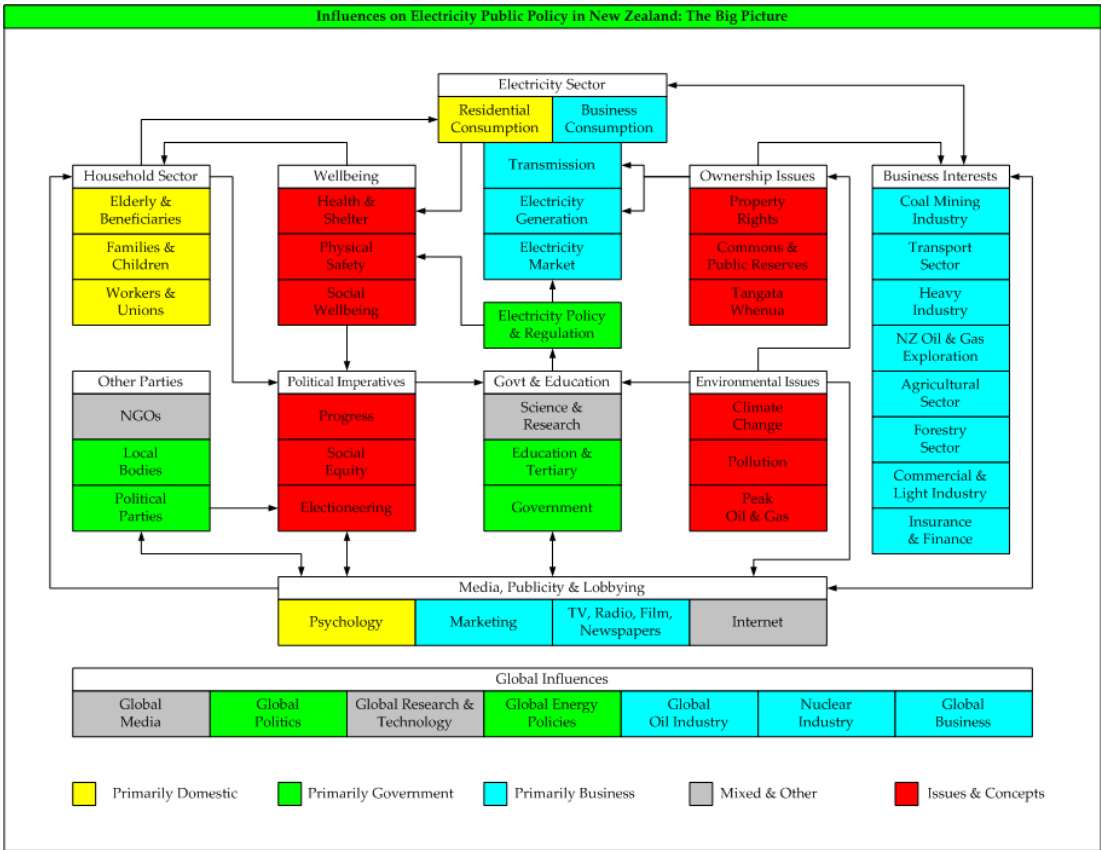 Influences on Electricity Public Policy in New Zealand: The Big Picture
Electricity Sector
Residential
Consumption
Business
Consumption
Transmission
Electricity
Generation
Electricity
Market
Electricity Policy
& Regulation
Household Sector
Elderly &
Beneficiaries
Families &
Children
Workers &
Unions
Wellbeing
Health &
Shelter
Physical
Safety
Social
Wellbeing
Ownership Issues
Property
Rights
Commons &
Public Reserves
Tangata
Whenua
Business Interests
Coal Mining
Industry
Transport
Sector
Heavy
Industry
NZ Oil & Gas
Exploration
Agricultural
Sector
Forestry
Sector
Commercial &
Light Industry
Insurance
& Finance
Other Parties
NGOs
Local
Bodies
Political
Parties
Political Imperatives
Progress
Social
Equity
Electioneering
Govt & Education
Science &
Research
Education &
Tertiary
Government
Environmental Issues
Climate
Change
Pollution
Peak
Oil & Gas
Media, Publicity & Lobbying
Psychology
Marketing
TV, Radio, Film,
Newspapers
Internet
Global Influences
Global
Media
Global
Politics
Global Research &
Technology
Global Energy
Policies
Global
Oil Industry
Nuclear
Industry
Global
Business
Primarily Domestic
Primarily Government
Primarily Business
Mixed & Other
Issues & Concepts